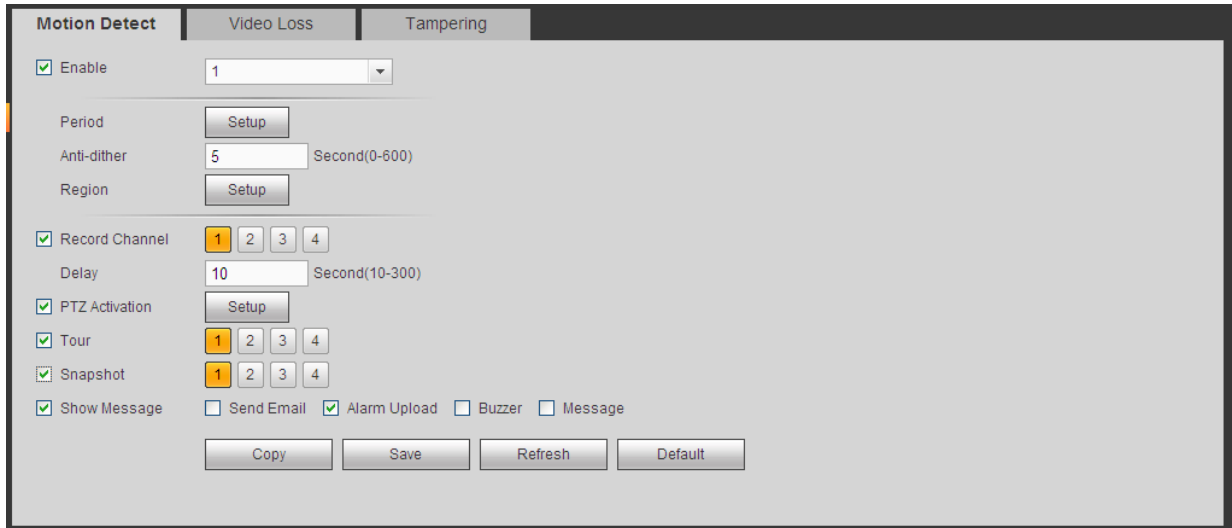 Motion Detect Video Loss Tampering
Enable 1
Period Setup
Anti-dither 5 Second(0-600)
Region Setup
Record Channel 1 2 3 4
Delay 10 Second(10-300)
PTZ Activation Setup
Tour 1 2 3 4
Snapshot 1 2 3 4
Show Message Send Email Alarm Upload Buzzer Message
Copy Save Refresh Default